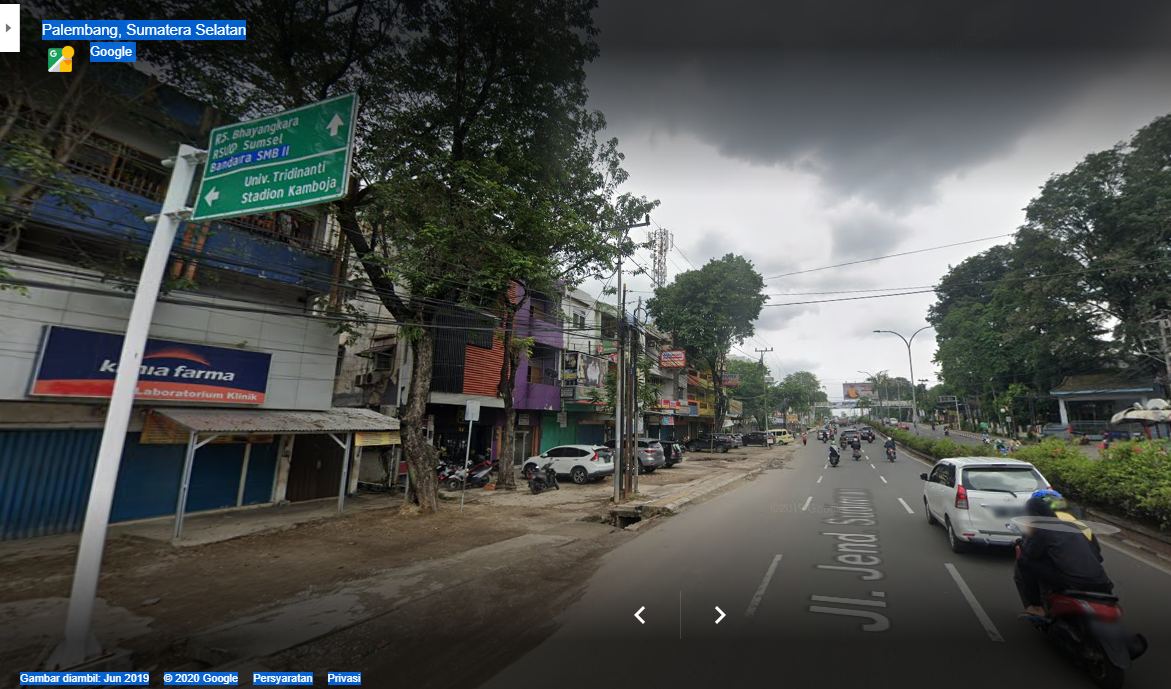 Palembang, Sumatera Selatan
Google
RS. Bhayangkara
RSUD Sumsel
Bandara SMB II
Univ. Tridinanti
Stadion Kamboja
kimia farma
Laboratorium Klinik
Jl. Jend Sudirman
Gambar diambil: Jun 2019
© 2020 Google
Persyaratan
Privasi